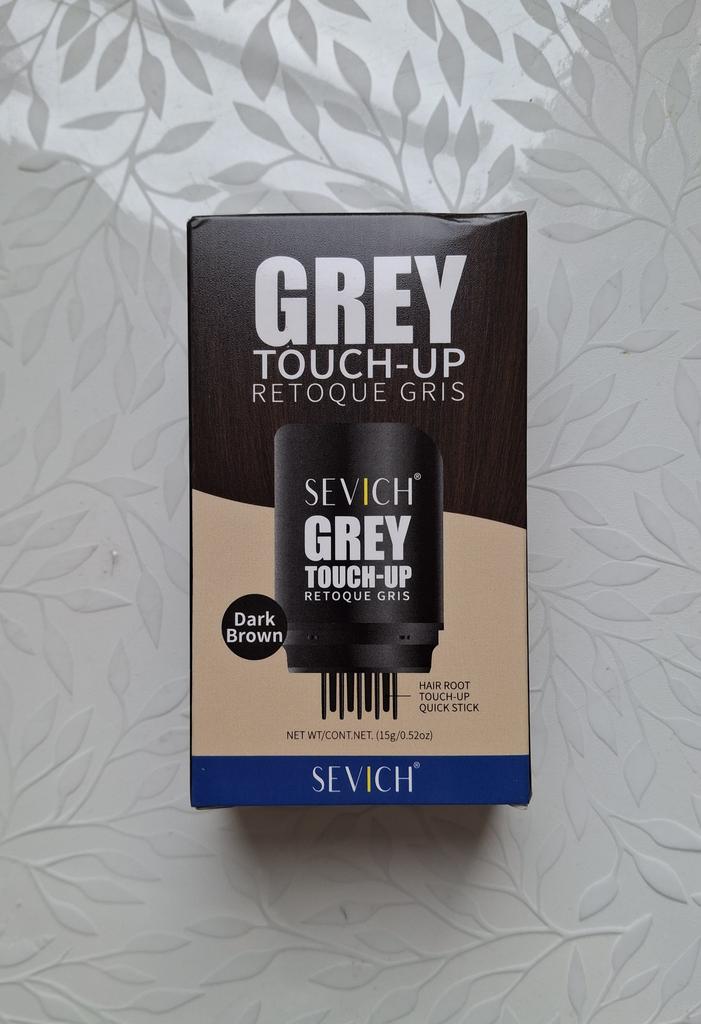 GREY
TOUCH-UP
RETOQUE GRIS
SEVICH®
GREY
TOUCH-UP
RETOQUE GRIS
Dark
Brown
HAIR ROOT
TOUCH-UP
QUICK STICK
NET WT/CONT.NET. (15g/0.52oz)
SEVICH®